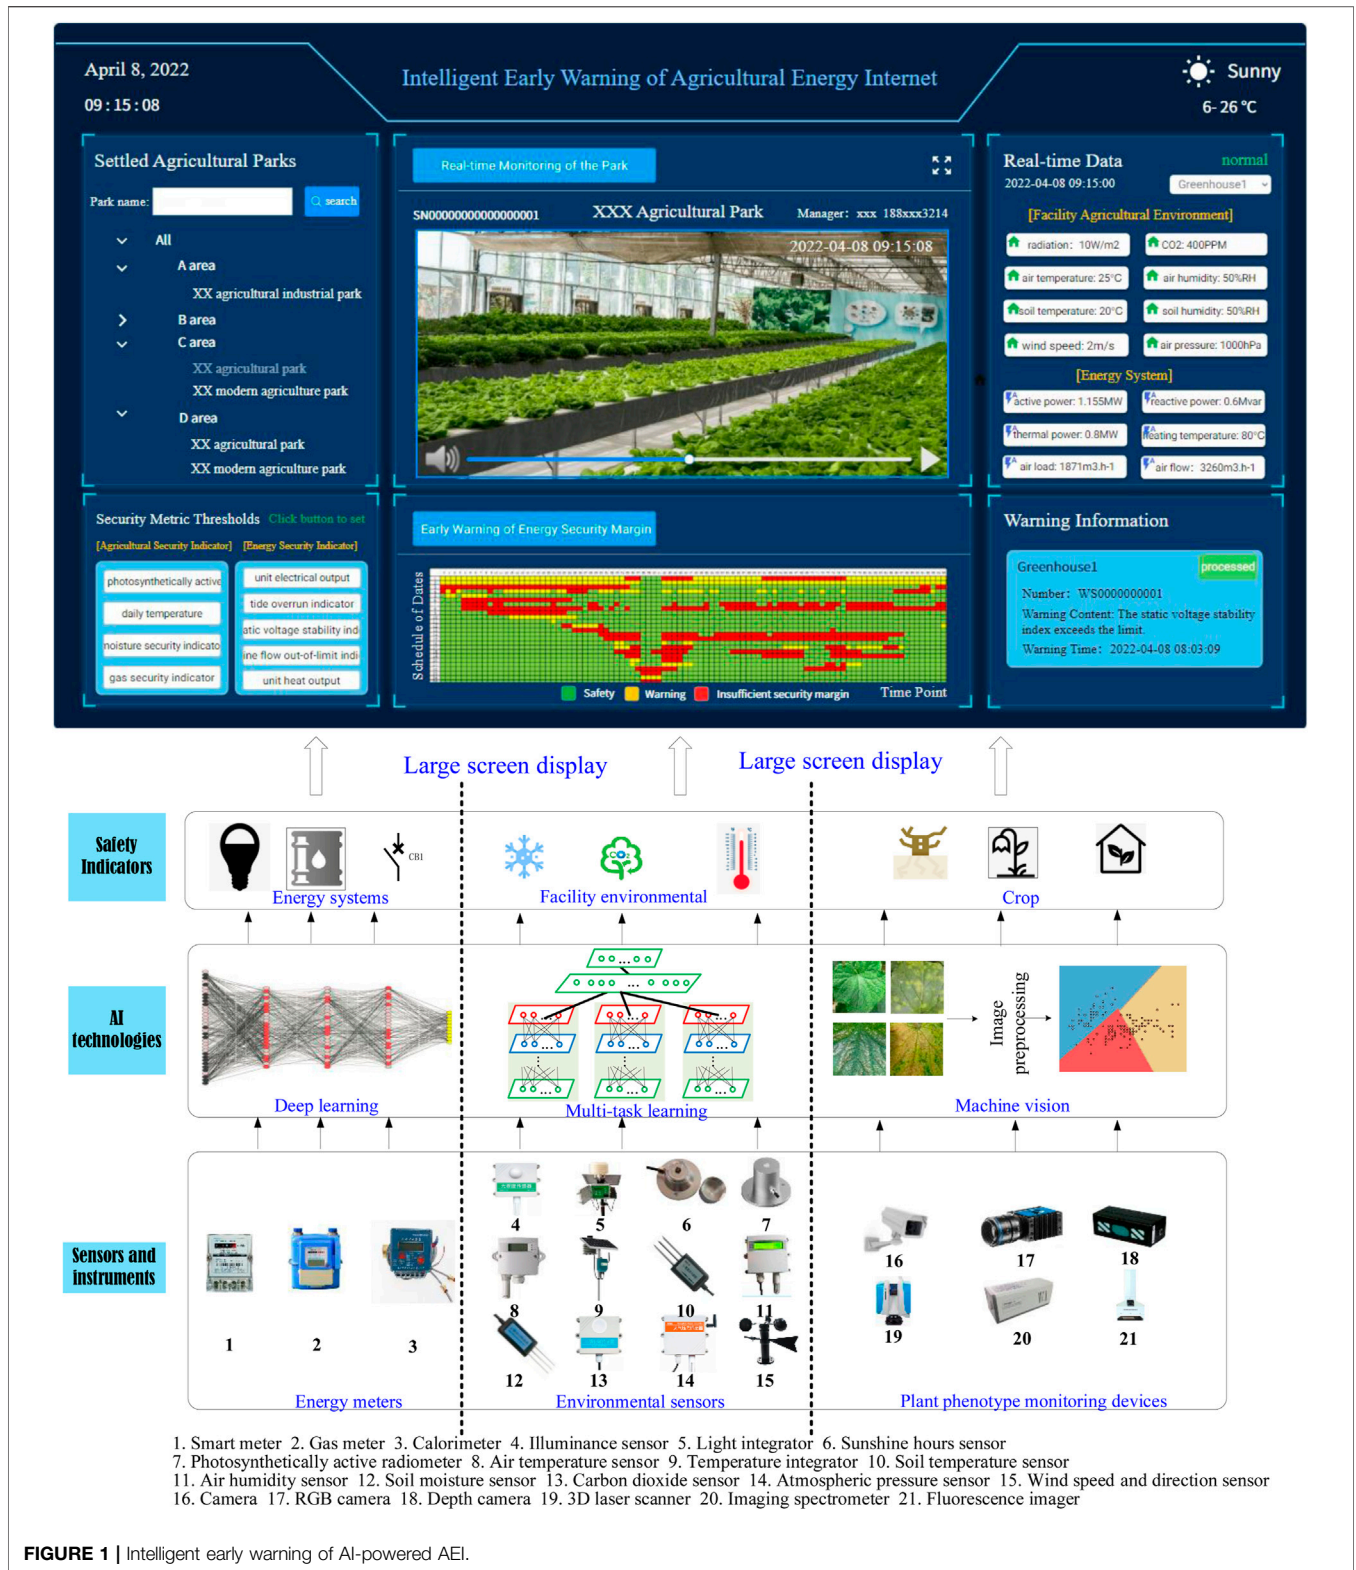 April 8, 2022
09 : 15 : 08
Intelligent Early Warning of Agricultural Energy Internet
Sunny
6- 26 °C
Settled Agricultural Parks
Park name:
search
All
A area
XX agricultural industrial park
B area
C area
XX agricultural park
XX modern agriculture park
D area
XX agricultural park
XX modern agriculture park
Real-time Monitoring of the Park
SN00000000000000001 XXX Agricultural Park Manager: xxx 188xxx3214
2022-04-08 09:15:08
Real-time Data normal
2022-04-08 09:15:00 Greenhouse1
[Facility Agricultural Environment]
radiation: 10W/m2 CO2: 400PPM
air temperature: 25°C air humidity: 50%RH
soil temperature: 20°C soil humidity: 50%RH
wind speed: 2m/s air pressure: 1000hPa
[Energy System]
active power: 1.155MW reactive power: 0.6Mvar
thermal power: 0.8MW heating temperature: 80°C
air load: 1871m3.h-1 air flow: 3260m3.h-1
Security Metric Thresholds Click button to set
[Agricultural Security Indicator] [Energy Security Indicator]
photosynthetically active
daily temperature
moisture security indicato
gas security indicator
unit electrical output
tide overrun indicator
atic voltage stability ind
ine flow out-of-limit indi
unit heat output
Early Warning of Energy Security Margin
Schedule of Dates
Safety Warning Insufficient security margin Time Point
Warning Information
Greenhouse1 processed
Number: WS0000000001
Warning Content: The static voltage stability
index exceeds the limit.
Warning Time: 2022-04-08 08:03:09
Large screen display
Large screen display
Safety
Indicators
CB1
CO2
Energy systems
Facility environmental
Crop
AI
technologies
Image
preprocessing
Deep learning
Multi-task learning
Machine vision
Sensors and
instruments
4 5 6 7
16 17 18
8 9 10 11
1 2 3
19 20 21
12 13 14 15
Energy meters
Environmental sensors
Plant phenotype monitoring devices
1. Smart meter 2. Gas meter 3. Calorimeter 4. Illuminance sensor 5. Light integrator 6. Sunshine hours sensor
7. Photosynthetically active radiometer 8. Air temperature sensor 9. Temperature integrator 10. Soil temperature sensor
11. Air humidity sensor 12. Soil moisture sensor 13. Carbon dioxide sensor 14. Atmospheric pressure sensor 15. Wind speed and direction sensor
16. Camera 17. RGB camera 18. Depth camera 19. 3D laser scanner 20. Imaging spectrometer 21. Fluorescence imager
FIGURE 1 | Intelligent early warning of AI-powered AEI.